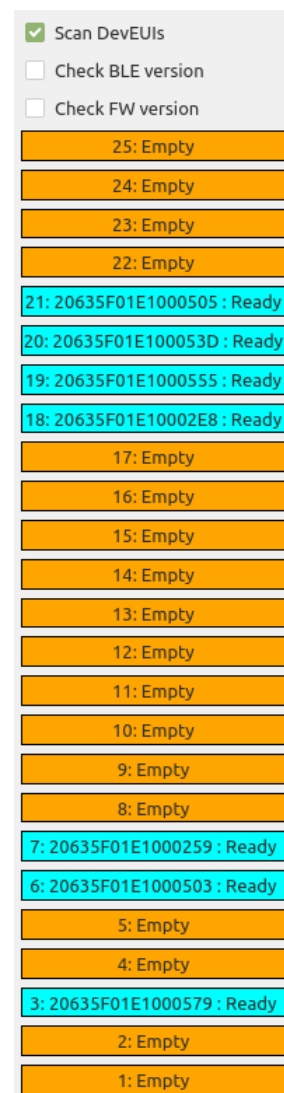 Scan DevEUIs
Check BLE version
Check FW version
25: Empty
24: Empty
23: Empty
22: Empty
21: 20635F01E1000505 : Ready
20: 20635F01E100053D : Ready
19: 20635F01E1000555 : Ready
18: 20635F01E10002E8 : Ready
17: Empty
16: Empty
15: Empty
14: Empty
13: Empty
12: Empty
11: Empty
10: Empty
9: Empty
8: Empty
7: 20635F01E1000259 : Ready
6: 20635F01E1000503 : Ready
5: Empty
4: Empty
3: 20635F01E1000579 : Ready
2: Empty
1: Empty